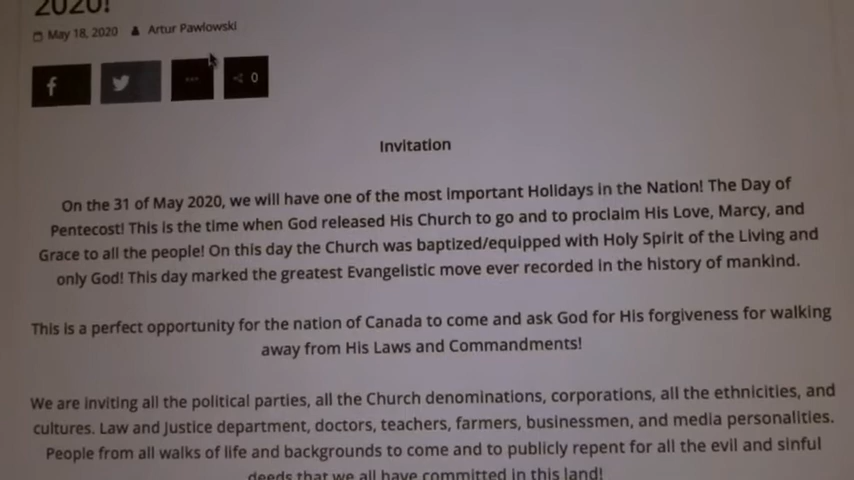 2020!
May 18, 2020 Artur Pawlowski
0
Invitation
On the 31 of May 2020, we will have one of the most important Holidays in the Nation! The Day of
Pentecost! This is the time when God released His Church to go and to proclaim His Love, Marcy, and
Grace to all the people! On this day the Church was baptized/equipped with Holy Spirit of the Living and
only God! This day marked the greatest Evangelistic move ever recorded in the history of mankind.
This is a perfect opportunity for the nation of Canada to come and ask God for His forgiveness for walking
away from His Laws and Commandments!
We are inviting all the political parties, all the Church denominations, corporations, all the ethnicities, and
cultures. Law and Justice department, doctors, teachers, farmers, businessmen, and media personalities.
People from all walks of life and backgrounds to come and to publicly repent for all the evil and sinful
deeds that we all have committed in this land!